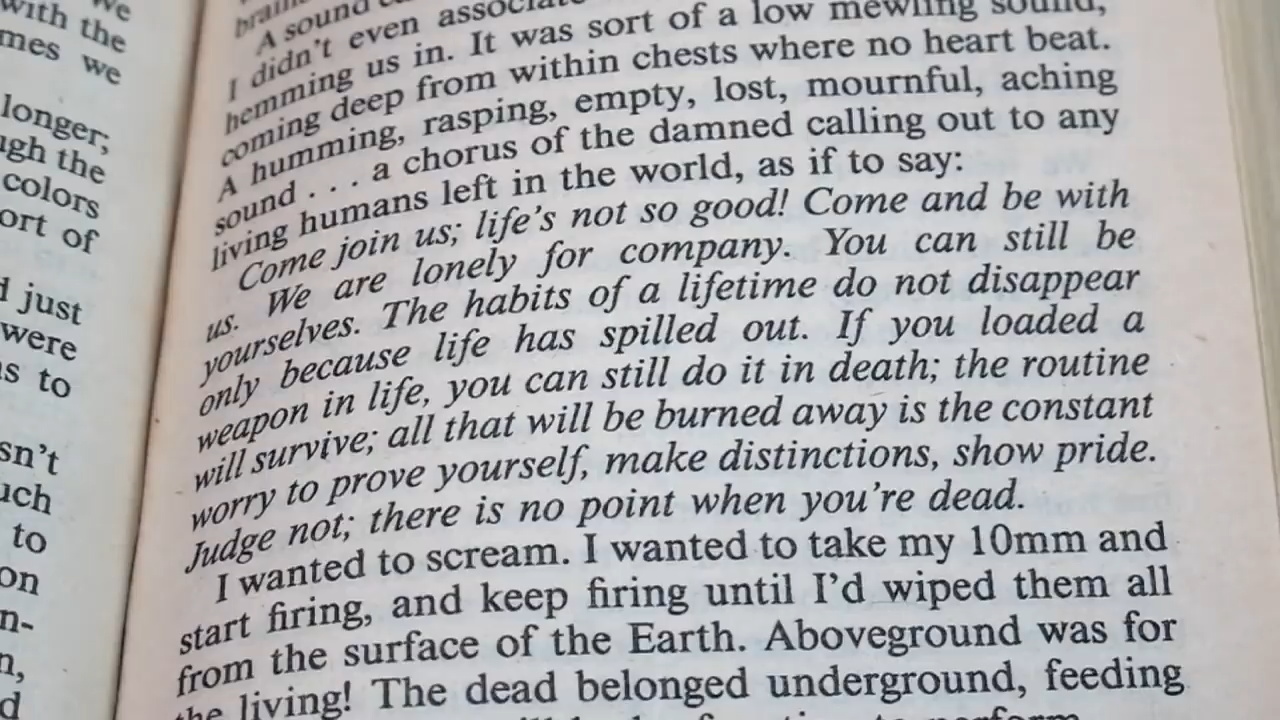 we
with the
mes we
longer;
ugh the
colors
ort of
just
were
as to
sn't
uch
to
on
n-
n,
d
A sound
I didn't even associate
hemming us in. It was sort of a low mewling sound,
coming deep from within chests where no heart beat.
A humming, rasping, empty, lost, mournful, aching
sound . . . a chorus of the damned calling out to any
living humans left in the world, as if to say:
Come join us; life's not so good! Come and be with
us. We are lonely for company. You can still be
yourselves. The habits of a lifetime do not disappear
only because life has spilled out. If you loaded a
weapon in life, you can still do it in death; the routine
will survive; all that will be burned away is the constant
worry to prove yourself, make distinctions, show pride.
Judge not; there is no point when you're dead.
I wanted to scream. I wanted to take my 10mm and
start firing, and keep firing until I'd wiped them all
from the surface of the Earth. Aboveground was for
the living! The dead belonged underground, feeding